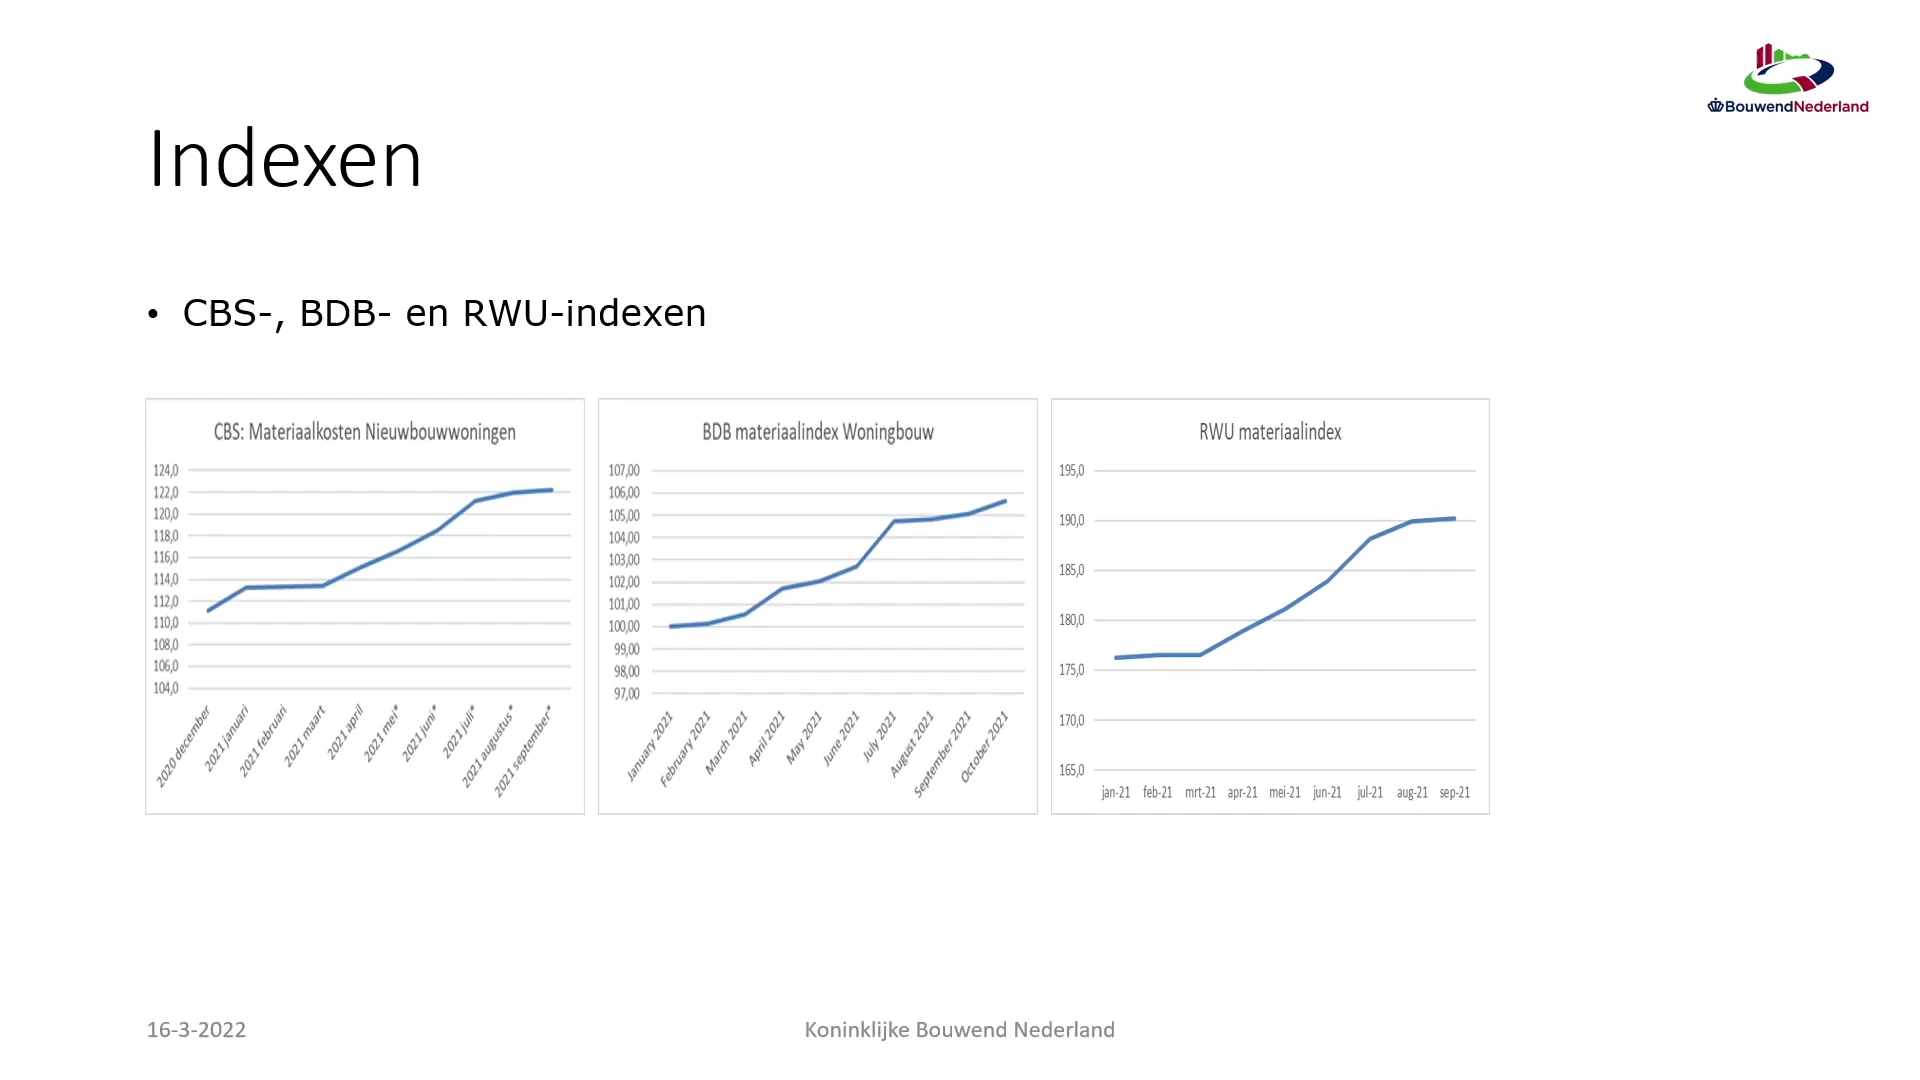 BouwendNederland
Indexen
• CBS-, BDB- en RWU-indexen
CBS: Materiaalkosten Nieuwbouwwoningen
124,0
122,0
120,0
118,0
116,0
114,0
112,0
110,0
108,0
106,0
104,0
2020 december
2021 januari
2021 februari
2021 maart
2021 april
2021 mei*
2021 juni*
2021 juli*
2021 augustus*
2021 september*
BDB materiaalindex Woningbouw
107,00
106,00
105,00
104,00
103,00
102,00
101,00
100,00
99,00
98,00
97,00
January 2021
February 2021
March 2021
April 2021
May 2021
June 2021
July 2021
August 2021
September 2021
October 2021
RWU materiaalindex
195,0
190,0
185,0
180,0
175,0
170,0
165,0
jan-21 feb-21 mrt-21 apr-21 mei-21 jun-21 jul-21 aug-21 sep-21
16-3-2022
Koninklijke Bouwend Nederland